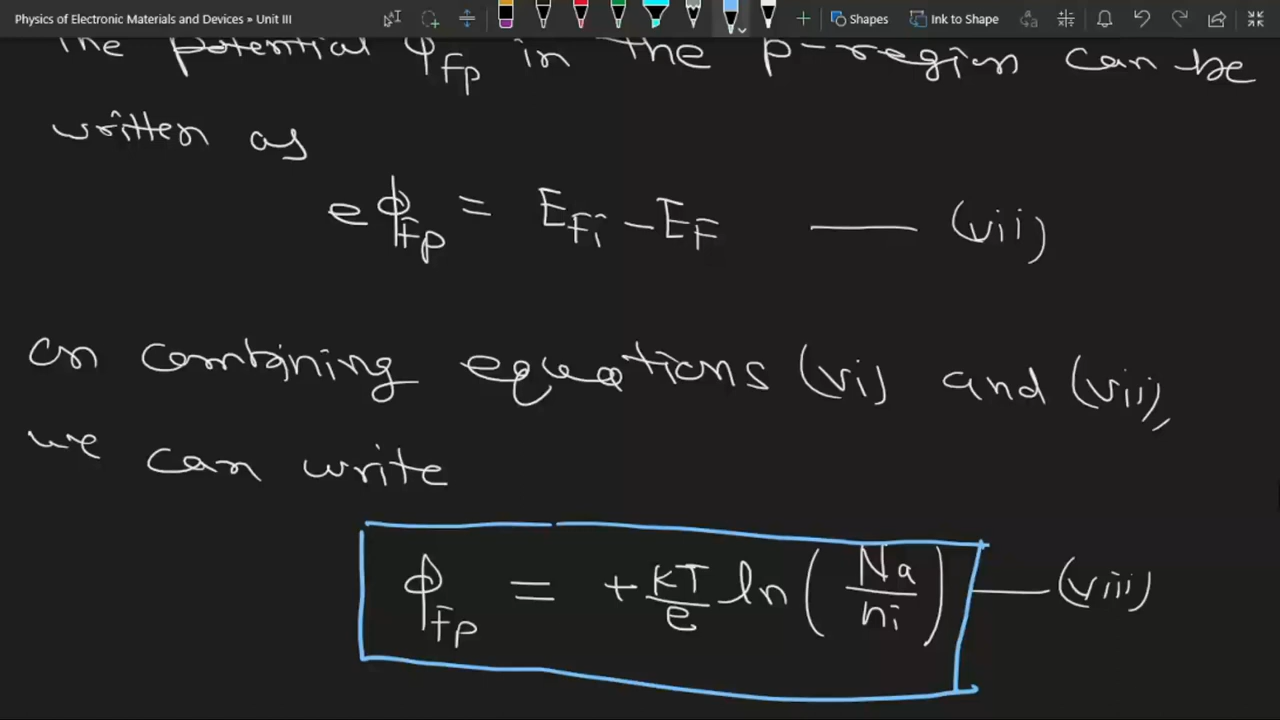 Physics of Electronic Materials and Devices » Unit III
Shapes
Ink to Shape
The potential ϕFp in the p-region can be
written as
eϕFp = EFi - EF —— (vii)
on combining equations (vi) and (vii),
we can write
ϕFp = + KT/e ln (Na/ni) —— (viii)